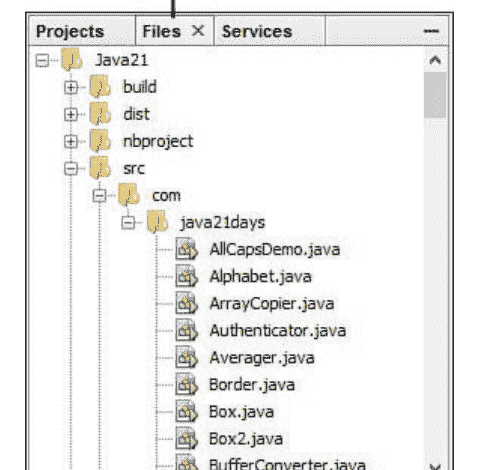 Projects Files × Services
Java21
build
dist
nbproject
src
com
java21days
AllCapsDemo.java
Alphabet.java
ArrayCopier.java
Authenticator.java
Averager.java
Border.java
Box.java
Box2.java
BufferConverter.java